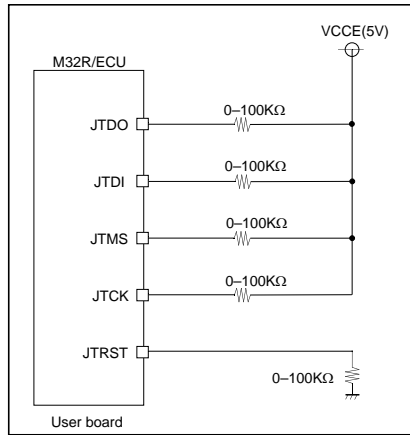 VCCE(5V)
M32R/ECU
JTDO
0–100KΩ
JTDI
0–100KΩ
JTMS
0–100KΩ
JTCK
0–100KΩ
JTRST
0–100KΩ
User board